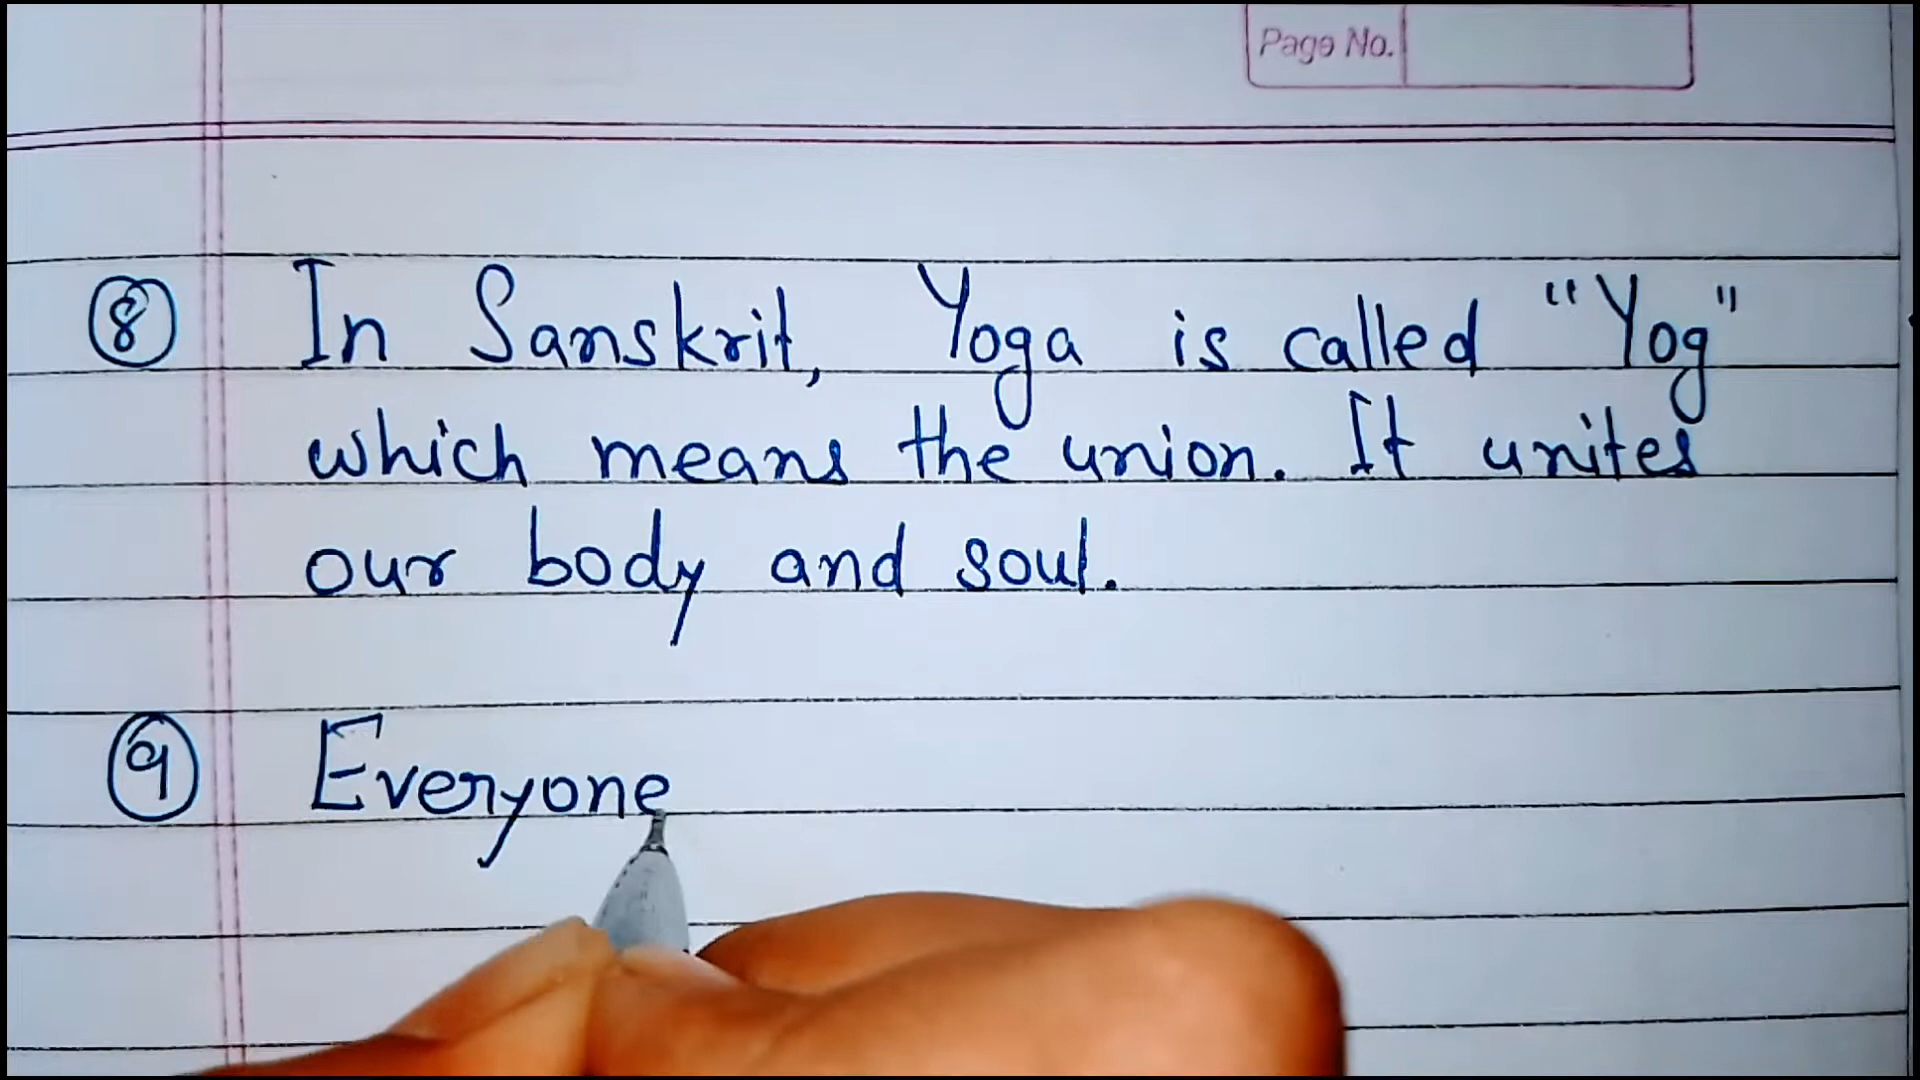 Page No.
8 In Sanskrit, Yoga is called "Yog"
which means the union. It unites
our body and soul.
9 Everyone